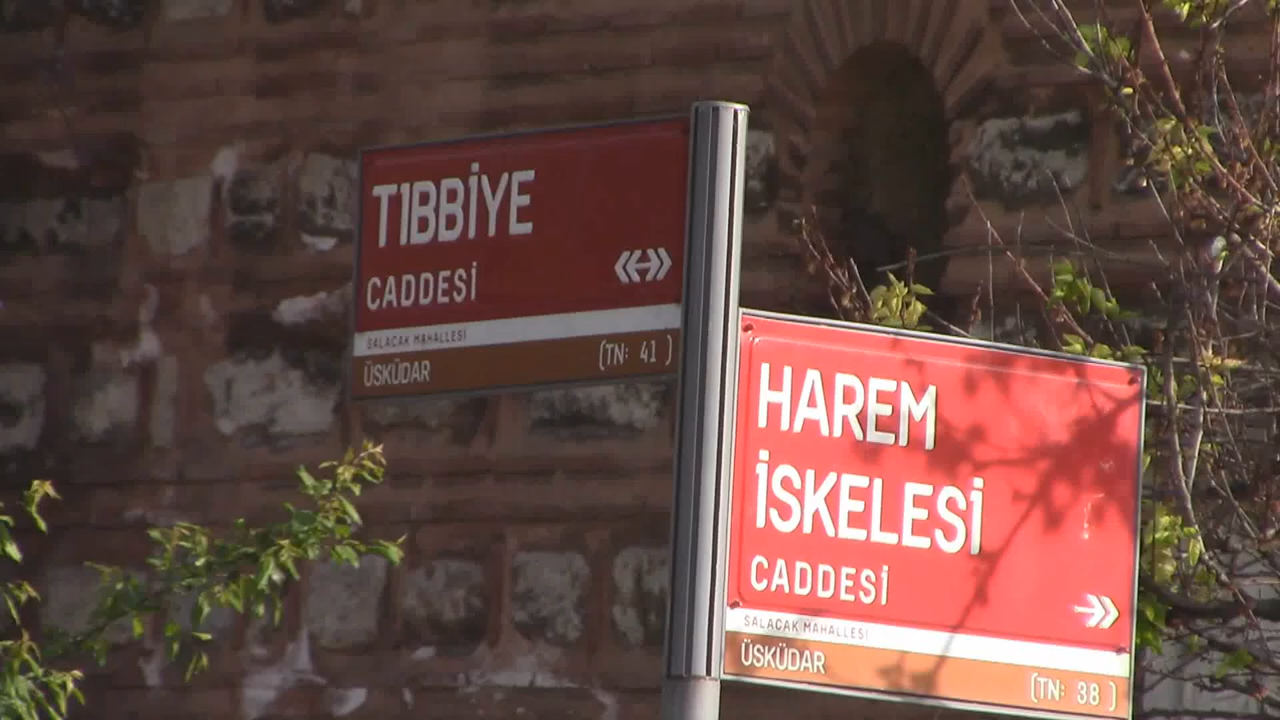 TIBBİYE
CADDESİ
SALACAK MAHALLESİ
ÜSKÜDAR
(TN: 41 )
HAREM
İSKELESİ
CADDESİ
SALACAK MAHALLESİ
ÜSKÜDAR
(TN: 38 )